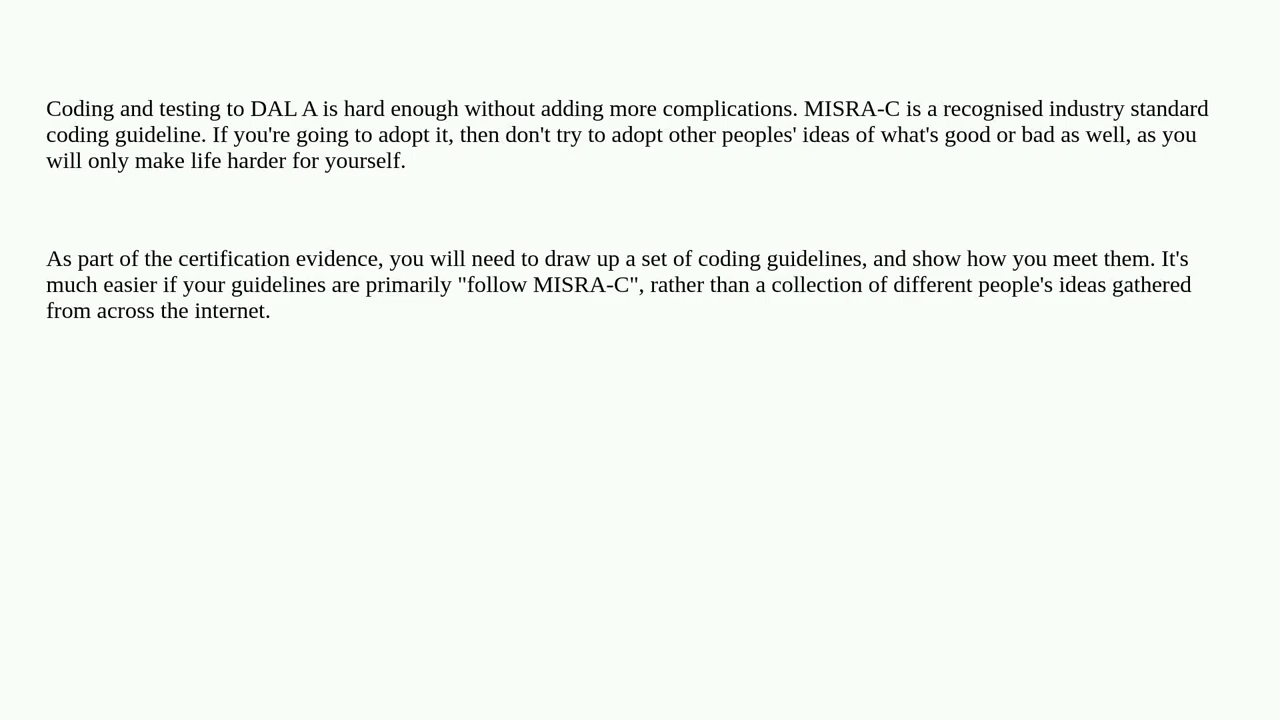 Coding and testing to DAL A is hard enough without adding more complications. MISRA-C is a recognised industry standard
coding guideline. If you're going to adopt it, then don't try to adopt other peoples' ideas of what's good or bad as well, as you
will only make life harder for yourself.
As part of the certification evidence, you will need to draw up a set of coding guidelines, and show how you meet them. It's
much easier if your guidelines are primarily "follow MISRA-C", rather than a collection of different people's ideas gathered
from across the internet.